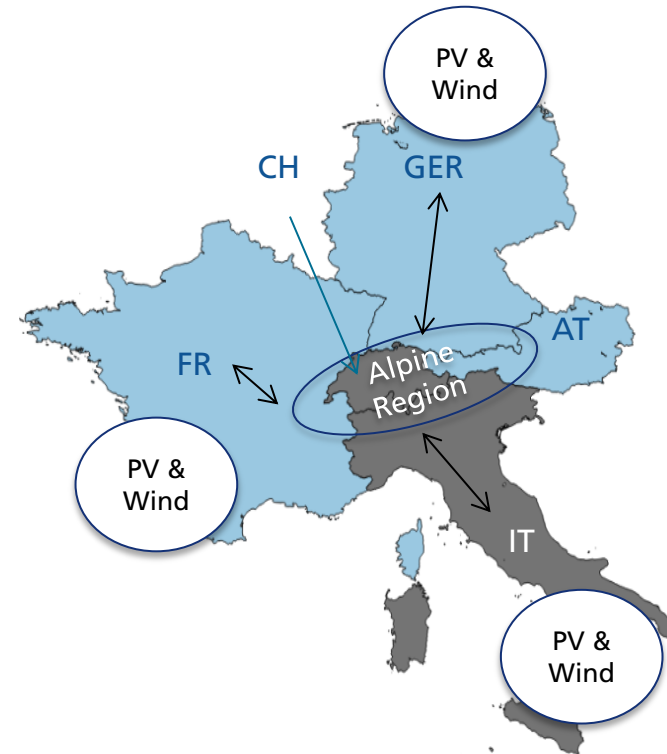 PV &
Wind
CH
GER
AT
FR
Alpine
Region
PV &
Wind
IT
PV &
Wind